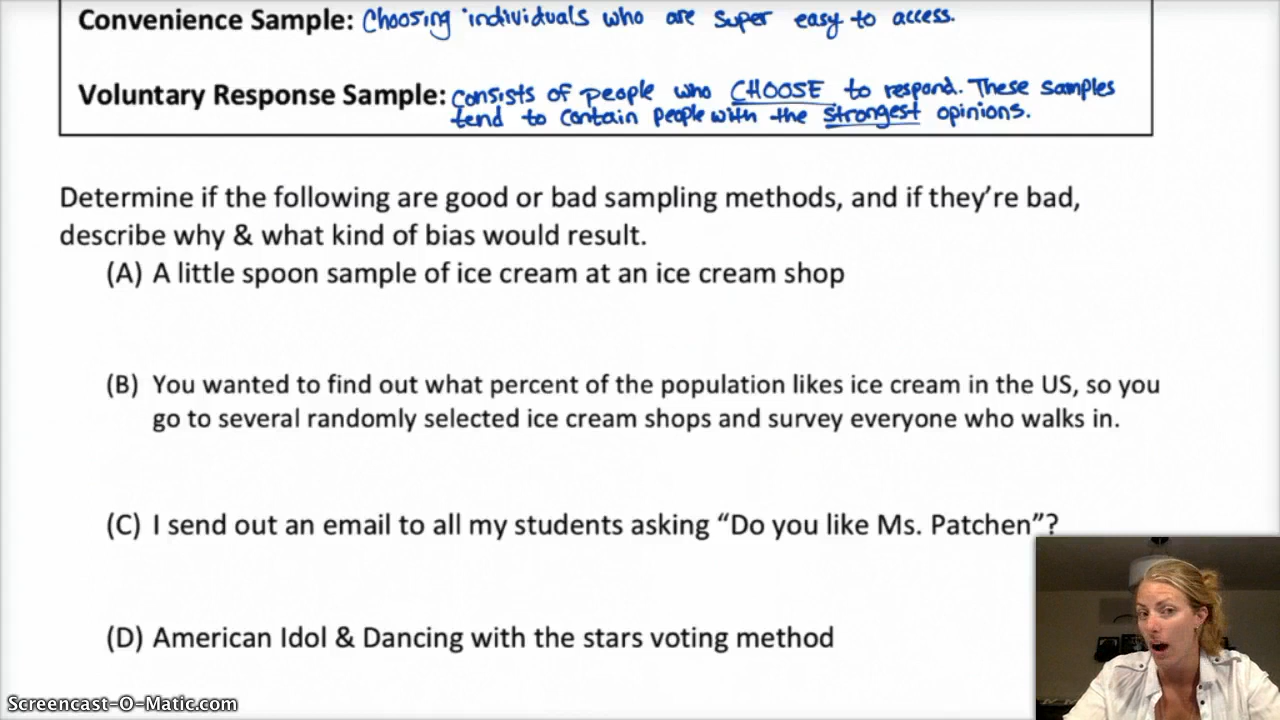 Convenience Sample: Choosing individuals who are super easy to access.
Voluntary Response Sample: consists of people who CHOOSE to respond. These samples
tend to contain people with the strongest opinions.
Determine if the following are good or bad sampling methods, and if they're bad,
describe why & what kind of bias would result.
(A) A little spoon sample of ice cream at an ice cream shop
(B) You wanted to find out what percent of the population likes ice cream in the US, so you
go to several randomly selected ice cream shops and survey everyone who walks in.
(C) I send out an email to all my students asking “Do you like Ms. Patchen”?
(D) American Idol & Dancing with the stars voting method
Screencast-O-Matic.com